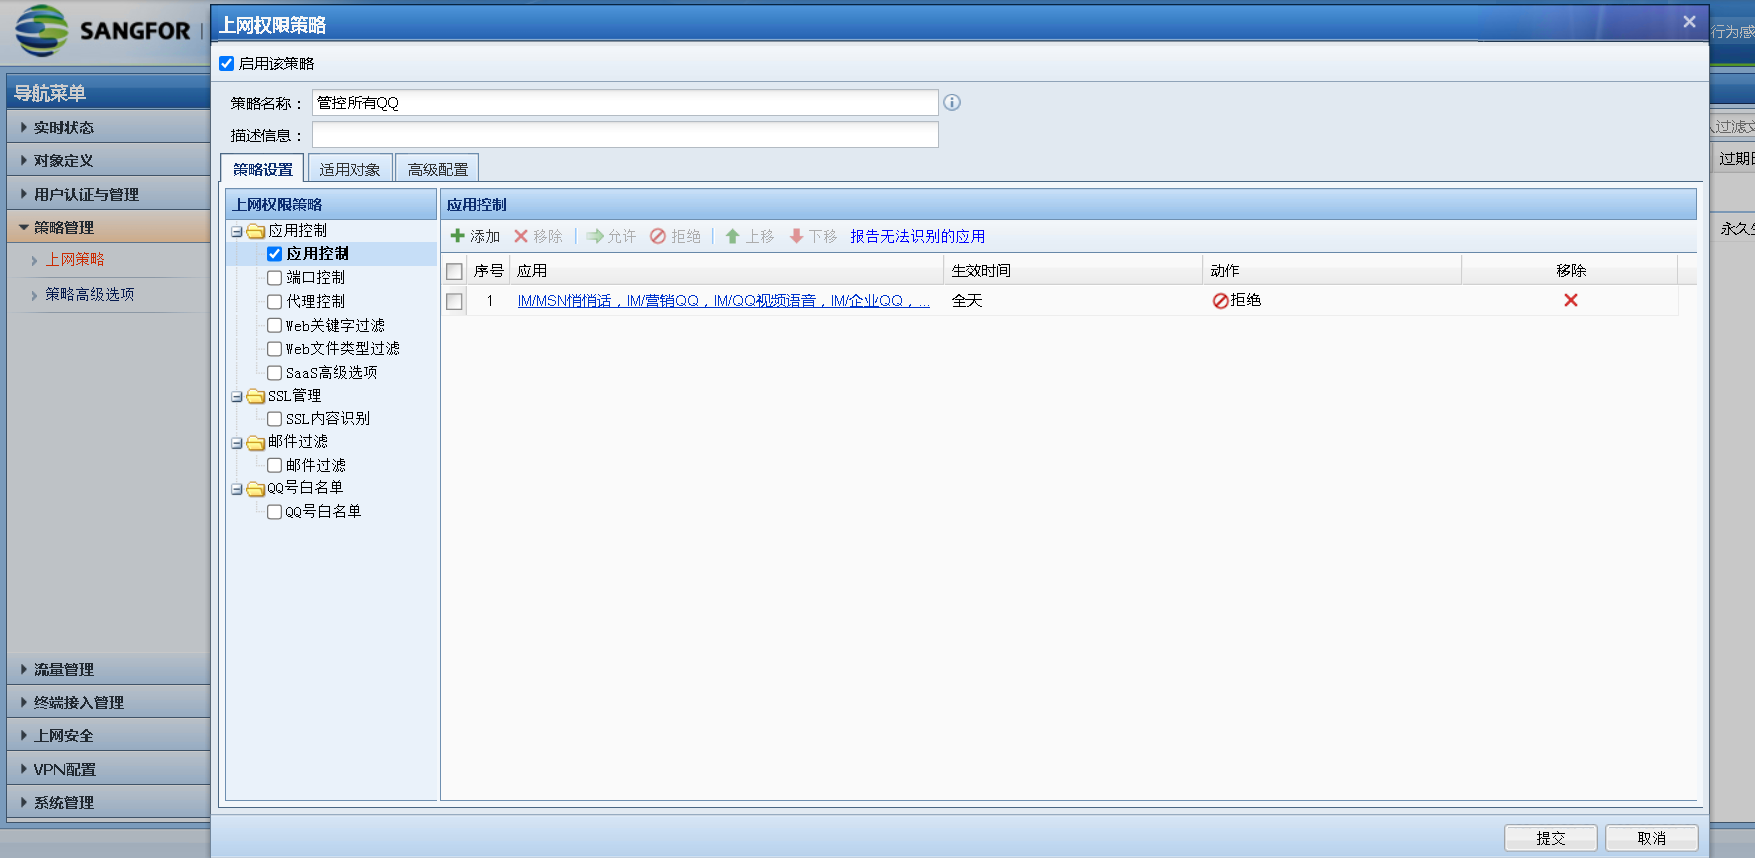 SANGFOR
上网权限策略
行为感
启用该策略
导航菜单
策略名称：
管控所有QQ
描述信息：
实时状态
对象定义
用户认证与管理
策略管理
上网策略
策略高级选项
流量管理
终端接入管理
上网安全
VPN配置
系统管理
策略设置
适用对象
高级配置
上网权限策略
应用控制
应用控制
端口控制
代理控制
Web关键字过滤
Web文件类型过滤
SaaS高级选项
SSL管理
SSL内容识别
邮件过滤
邮件过滤
QQ号白名单
QQ号白名单
应用控制
添加 移除 允许 拒绝 上移 下移 报告无法识别的应用
序号 应用 生效时间 动作 移除
1 IM/MSN悄悄话，IM/营销QQ，IM/QQ视频语音，IM/企业QQ，... 全天 拒绝
过滤文
过期日
永久生
提交
取消